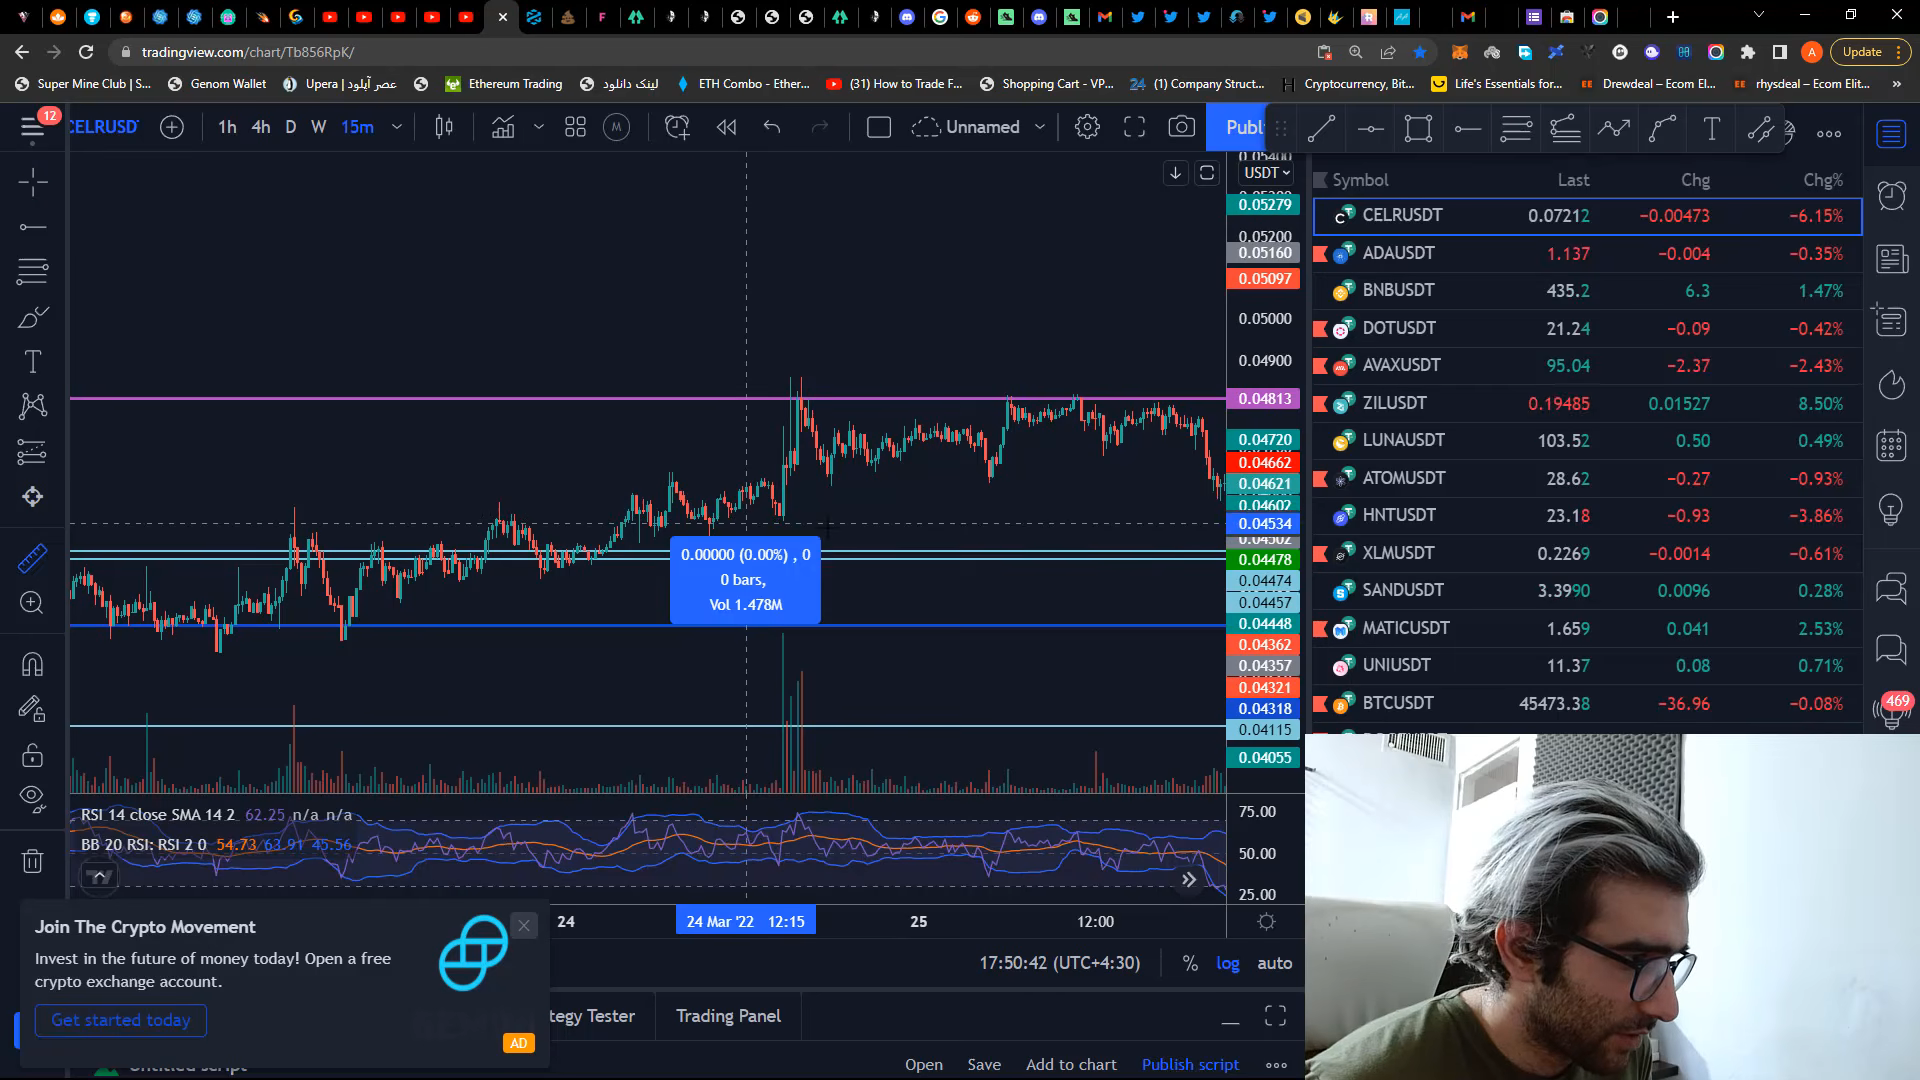 Update
tradingview.com/chart/Tb856RpK/
Super Mine Club | S...
Genom Wallet
Upera | عصر آپلود
Ethereum Trading
لینک دانلود
ETH Combo - Ether...
(31) How to Trade F...
Shopping Cart - VP...
24 (1) Company Struct...
Cryptocurrency, Bit...
Life's Essentials for...
Drewdeal – Ecom El...
rhysdeal – Ecom Elit...
12
CELRUSD
1h 4h D W 15m
M
Unnamed
Publ
USDT
0.05279
0.05200
0.05160
0.05097
0.05000
0.04900
0.04813
0.04720
0.04662
0.04621
0.04602
0.04534
0.04502
0.04478
0.04474
0.04457
0.04448
0.04362
0.04357
0.04321
0.04318
0.04115
0.04055
0.00000 (0.00%) , 0
0 bars,
Vol 1.478M
RSI 14 close SMA 14 2 62.25 n/a n/a
BB 20 RSI: RSI 2 0 54.73 63.91 45.56
75.00
50.00
25.00
24
24 Mar '22 12:15
25
12:00
17:50:42 (UTC+4:30)
% log auto
Symbol Last Chg Chg%
CELRUSDT 0.07212 −0.00473 −6.15%
ADAUSDT 1.137 −0.004 −0.35%
BNBUSDT 435.2 6.3 1.47%
DOTUSDT 21.24 −0.09 −0.42%
AVAXUSDT 95.04 −2.37 −2.43%
ZILUSDT 0.19485 0.01527 8.50%
LUNAUSDT 103.52 0.50 0.49%
ATOMUSDT 28.62 −0.27 −0.93%
HNTUSDT 23.18 −0.93 −3.86%
XLMUSDT 0.2269 −0.0014 −0.61%
SANDUSDT 3.3990 0.0096 0.28%
MATICUSDT 1.659 0.041 2.53%
UNIUSDT 11.37 0.08 0.71%
BTCUSDT 45473.38 −36.96 −0.08%
469
Join The Crypto Movement
Invest in the future of money today! Open a free
crypto exchange account.
Get started today
AD
tegy Tester
Trading Panel
Open Save Add to chart Publish script